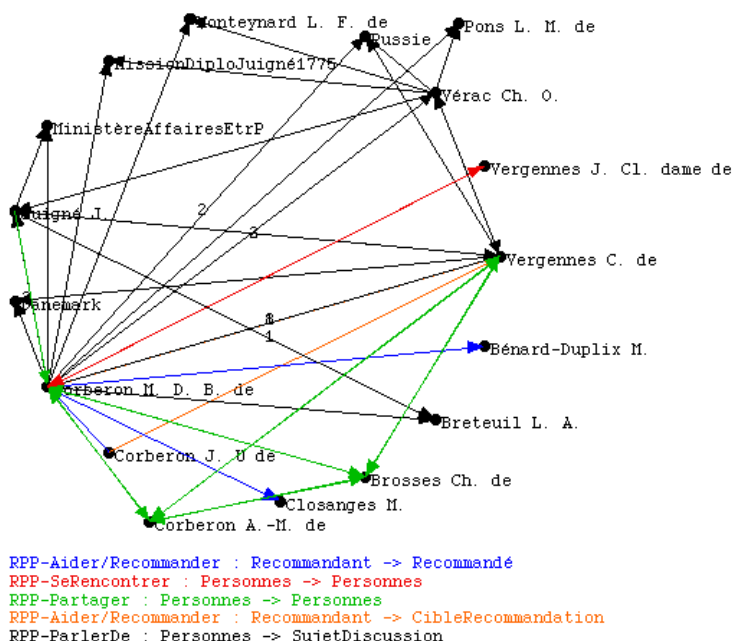 Monteynard L. F. de
Pons L. M. de
Russie
MissionDiploJuigné1775
Vérac Ch. O.
MinistèreAffairesEtrP
Vergennes J. Cl. dame de
2
Juigné J.
3
Vergennes C. de
Danemark
1
Bénard-Duplix M.
Corberon M. D. B. de
Breteuil L. A.
Corberon J. U de
Brosses Ch. de
Closanges M.
Corberon A.-M. de
RPP-Aider/Recommander : Recommandant -> Recommandé
RPP-SeRencontrer : Personnes -> Personnes
RPP-Partager : Personnes -> Personnes
RPP-Aider/Recommander : Recommandant -> CibleRecommandation
RPP-ParlerDe : Personnes -> SujetDiscussion